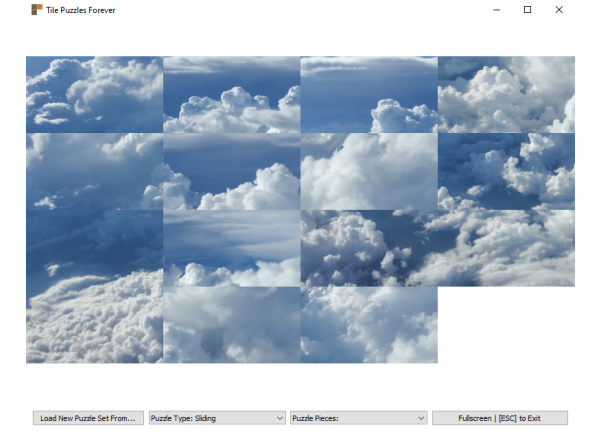 Tile Puzzles Forever
Load New Puzzle Set From...
Puzzle Type: Sliding
Puzzle Pieces:
Fullscreen | [ESC] to Exit